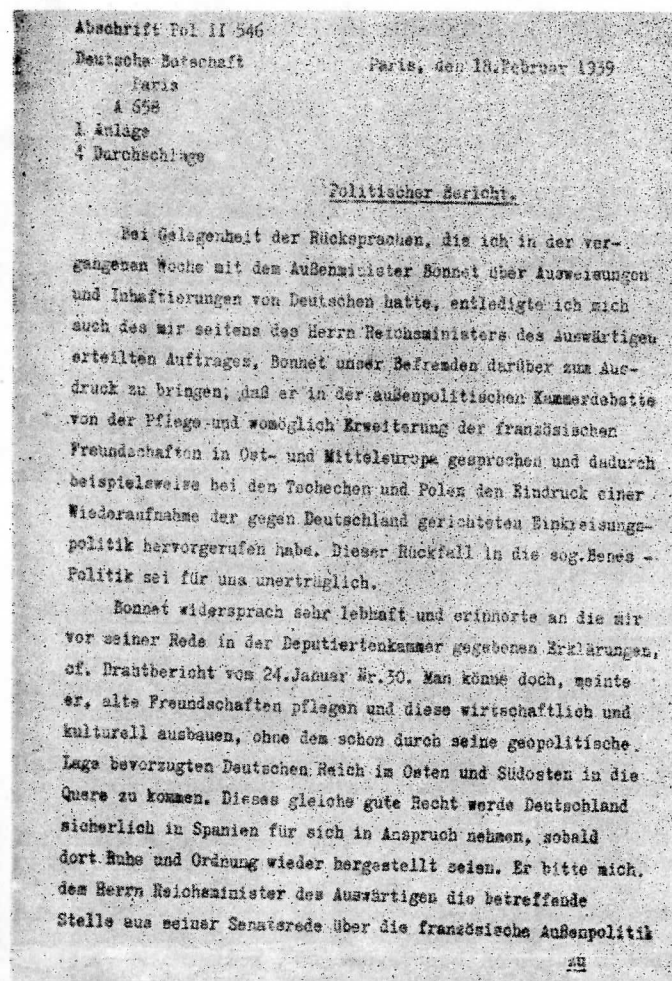 Abschrift Pol II 546
Deutsche Botschaft
Paris, den 18.Februar 1939
Paris
A 658
1 Anlage
4 Durchschläge
Politischer Bericht.
Bei Gelegenheit der Rücksprachen, die ich in der ver-
gangenen Woche mit dem Außenminister Bonnet über Ausweisungen
und Inhaftierungen von Deutschen hatte, entledigte ich mich
auch des mir seitens des Herrn Reichsministers des Auswärtigen
erteilten Auftrages, Bonnet unser Befremden darüber zum Aus-
druck zu bringen, daß er in der außenpolitischen Kammerdebatte
von der Pflege und womöglich Erweiterung der französischen
Freundschaften in Ost- und Mitteleuropa gesprochen und dadurch
beispielsweise bei den Tschechen und Polen den Eindruck einer
Wiederaufnahme der gegen Deutschland gerichteten Einkreisungs-
politik hervorgerufen habe. Dieser Rückfall in die sog.Benes -
Politik sei für uns unerträglich.
Bonnet widersprach sehr lebhaft und erinnerte an die mir
vor seiner Rede in der Deputiertenkammer gegebenen Erklärungen,
cf. Drahtbericht vom 24.Januar Nr.30. Man könne doch, meinte
er, alte Freundschaften pflegen und diese wirtschaftlich und
kulturell ausbauen, ohne dem schon durch seine geopolitische
Lage bevorzugten Deutschen Reich im Osten und Südosten in die
Quere zu kommen. Dieses gleiche gute Recht werde Deutschland
sicherlich in Spanien für sich in Anspruch nehmen, sobald
dort Ruhe und Ordnung wieder hergestellt seien. Er bitte mich,
dem Herrn Reichsminister des Auswärtigen die betreffende
Stelle aus seiner Senatsrede über die französische Außenpolitik
zu